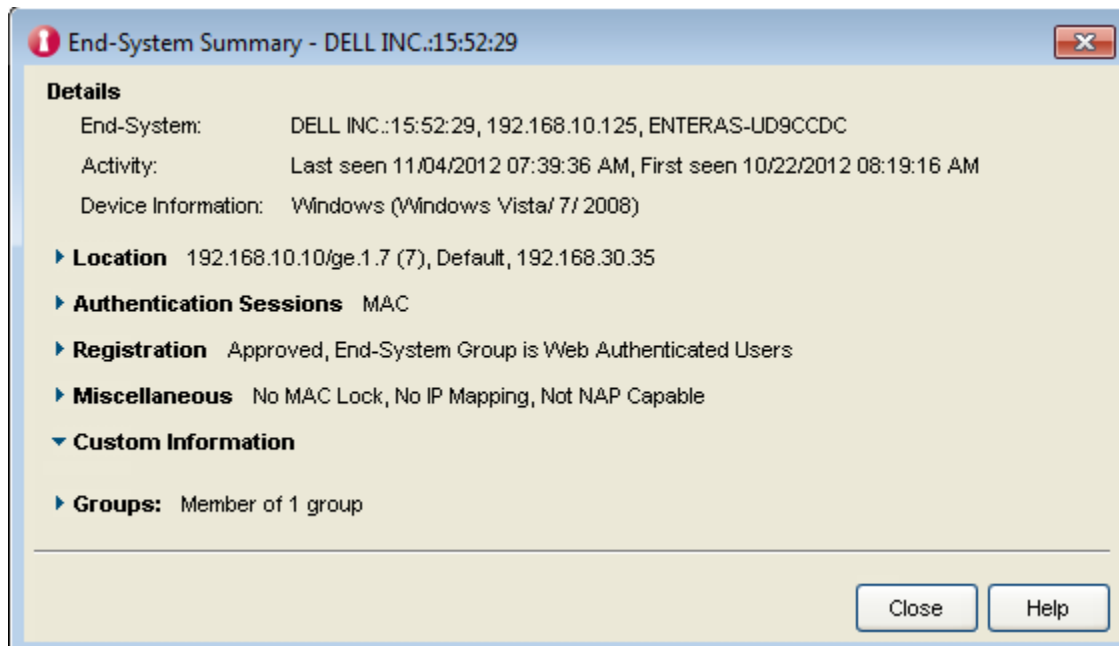 End-System Summary - DELL INC.:15:52:29
Details
End-System: DELL INC.:15:52:29, 192.168.10.125, ENTERAS-UD9CCDC
Activity: Last seen 11/04/2012 07:39:36 AM, First seen 10/22/2012 08:19:16 AM
Device Information: Windows (Windows Vista/ 7/ 2008)
Location 192.168.10.10/ge.1.7 (7), Default, 192.168.30.35
Authentication Sessions MAC
Registration Approved, End-System Group is Web Authenticated Users
Miscellaneous No MAC Lock, No IP Mapping, Not NAP Capable
Custom Information
Groups: Member of 1 group
Close Help